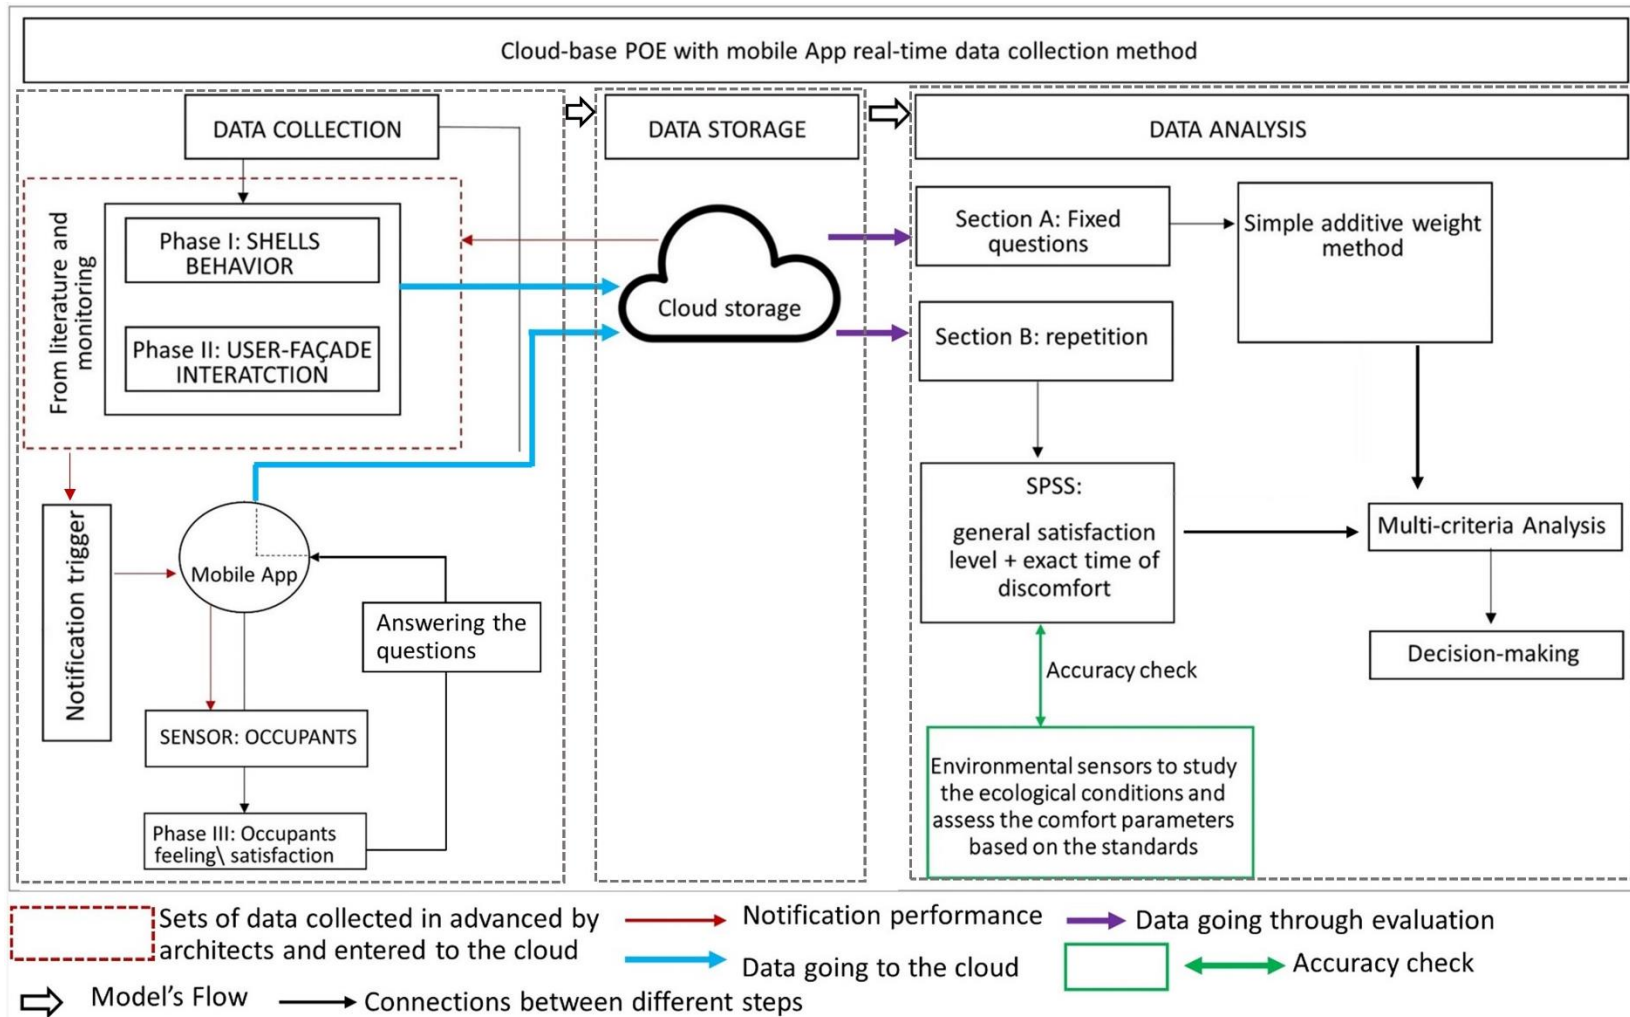 Cloud-base POE with mobile App real-time data collection method
DATA COLLECTION
DATA STORAGE
DATA ANALYSIS
From literature and
monitoring
Phase I: SHELLS
BEHAVIOR
Phase II: USER-FAÇADE
INTERATCTION
Cloud storage
Section A: Fixed
questions
Simple additive weight
method
Section B: repetition
Notification trigger
Mobile App
Answering the
questions
SENSOR: OCCUPANTS
Phase III: Occupants
feeling\ satisfaction
SPSS:
general satisfaction
level + exact time of
discomfort
Multi-criteria Analysis
Decision-making
Accuracy check
Environmental sensors to study
the ecological conditions and
assess the comfort parameters
based on the standards
Sets of data collected in advanced by
architects and entered to the cloud
Notification performance
Data going through evaluation
Data going to the cloud
Accuracy check
Model’s Flow
Connections between different steps